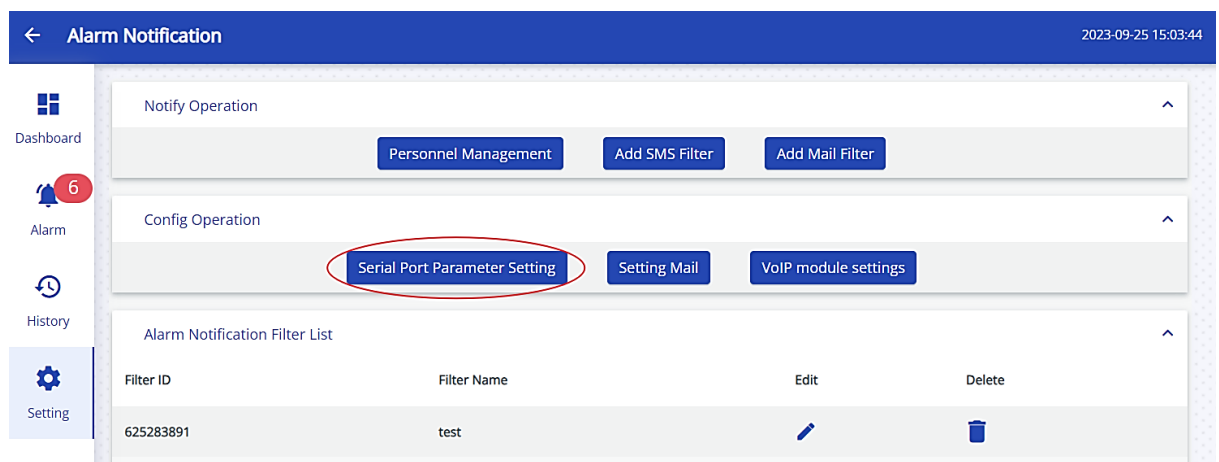 Alarm Notification
2023-09-25 15:03:44
Dashboard
6
Alarm
History
Setting
Notify Operation
Personnel Management Add SMS Filter Add Mail Filter
Config Operation
Serial Port Parameter Setting Setting Mail VoIP module settings
Alarm Notification Filter List
Filter ID Filter Name Edit Delete
625283891 test